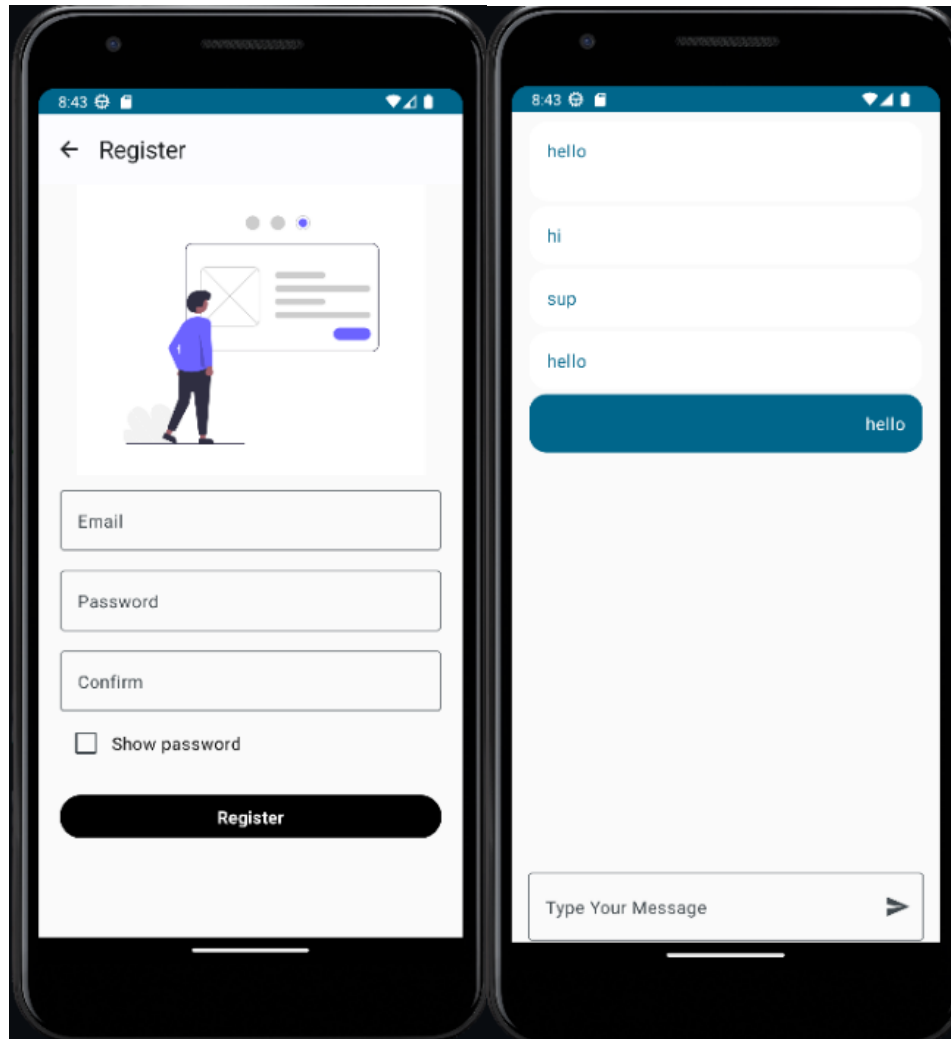 8:43
Register
Email
Password
Confirm
Show password
Register
8:43
hello
hi
sup
hello
hello
Type Your Message